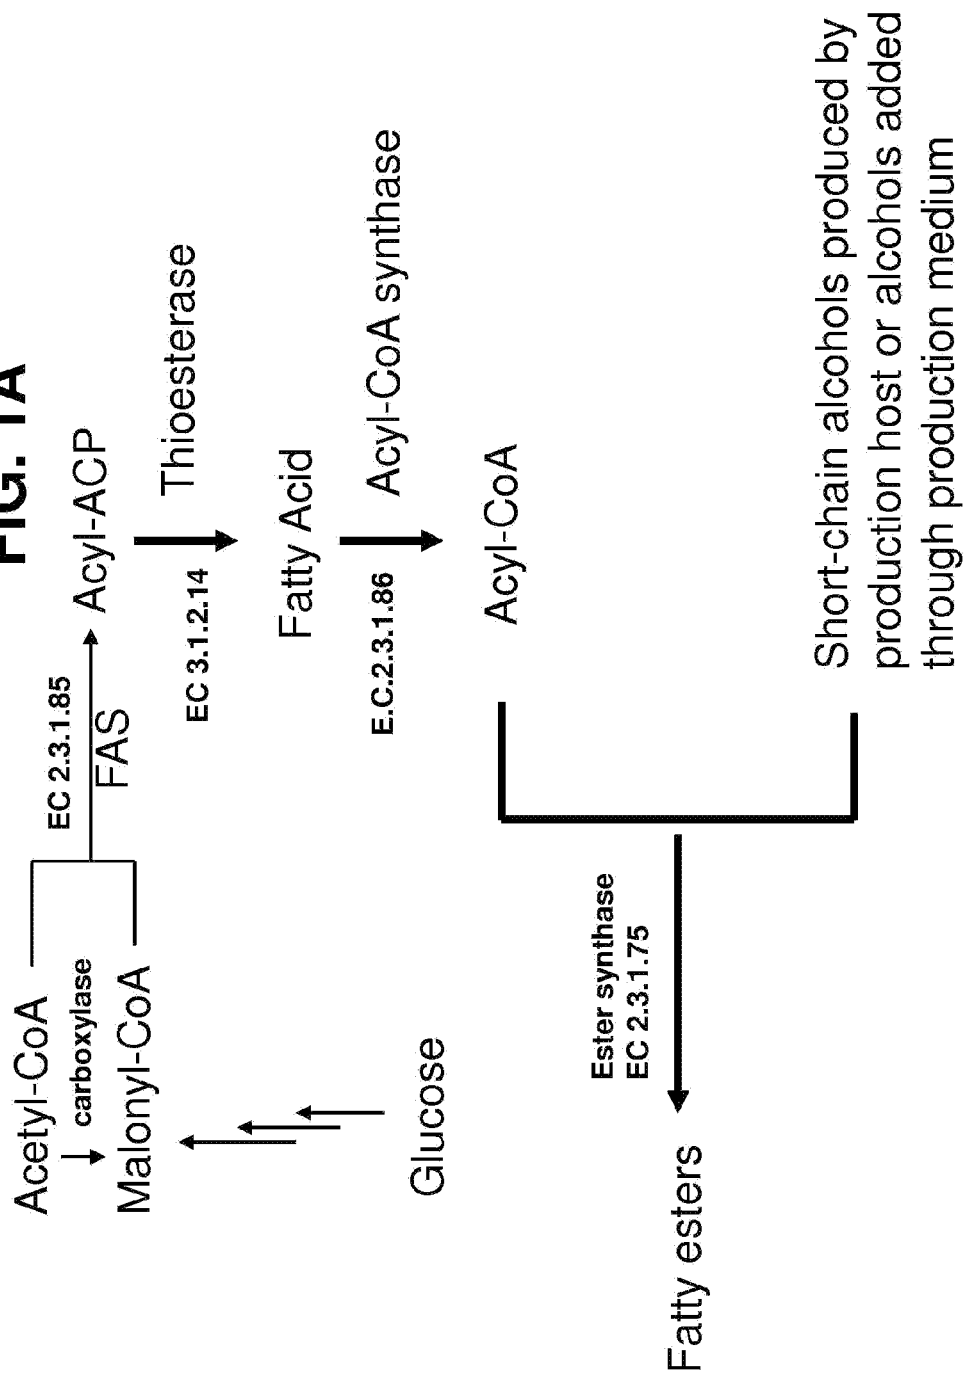 FIG. 1A
Acetyl-CoA
carboxylase
Malonyl-CoA
Glucose
EC 2.3.1.85
FAS
Acyl-ACP
EC 3.1.2.14
Thioesterase
Fatty Acid
E.C.2.3.1.86
Acyl-CoA synthase
Acyl-CoA
Ester synthase
EC 2.3.1.75
Fatty esters
Short-chain alcohols produced by
production host or alcohols added
through production medium